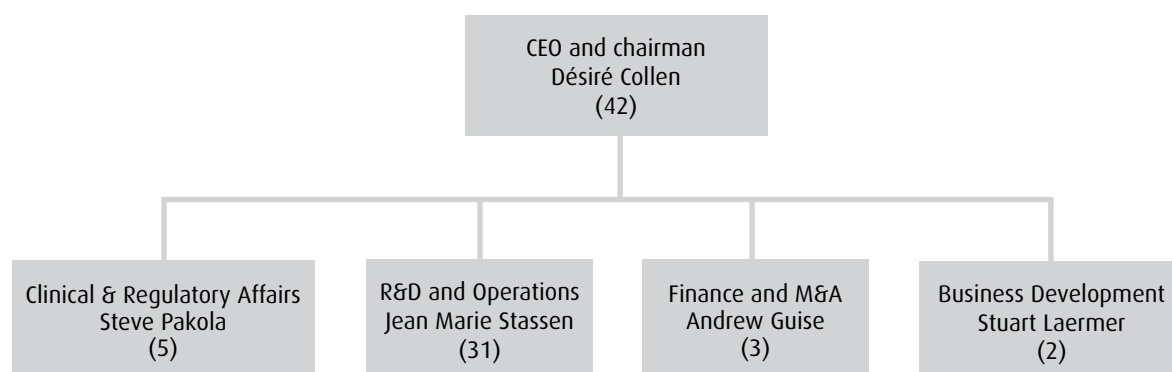 CEO and chairman
Désiré Collen
(42)
Clinical & Regulatory Affairs
Steve Pakola
(5)
R&D and Operations
Jean Marie Stassen
(31)
Finance and M&A
Andrew Guise
(3)
Business Development
Stuart Laermer
(2)